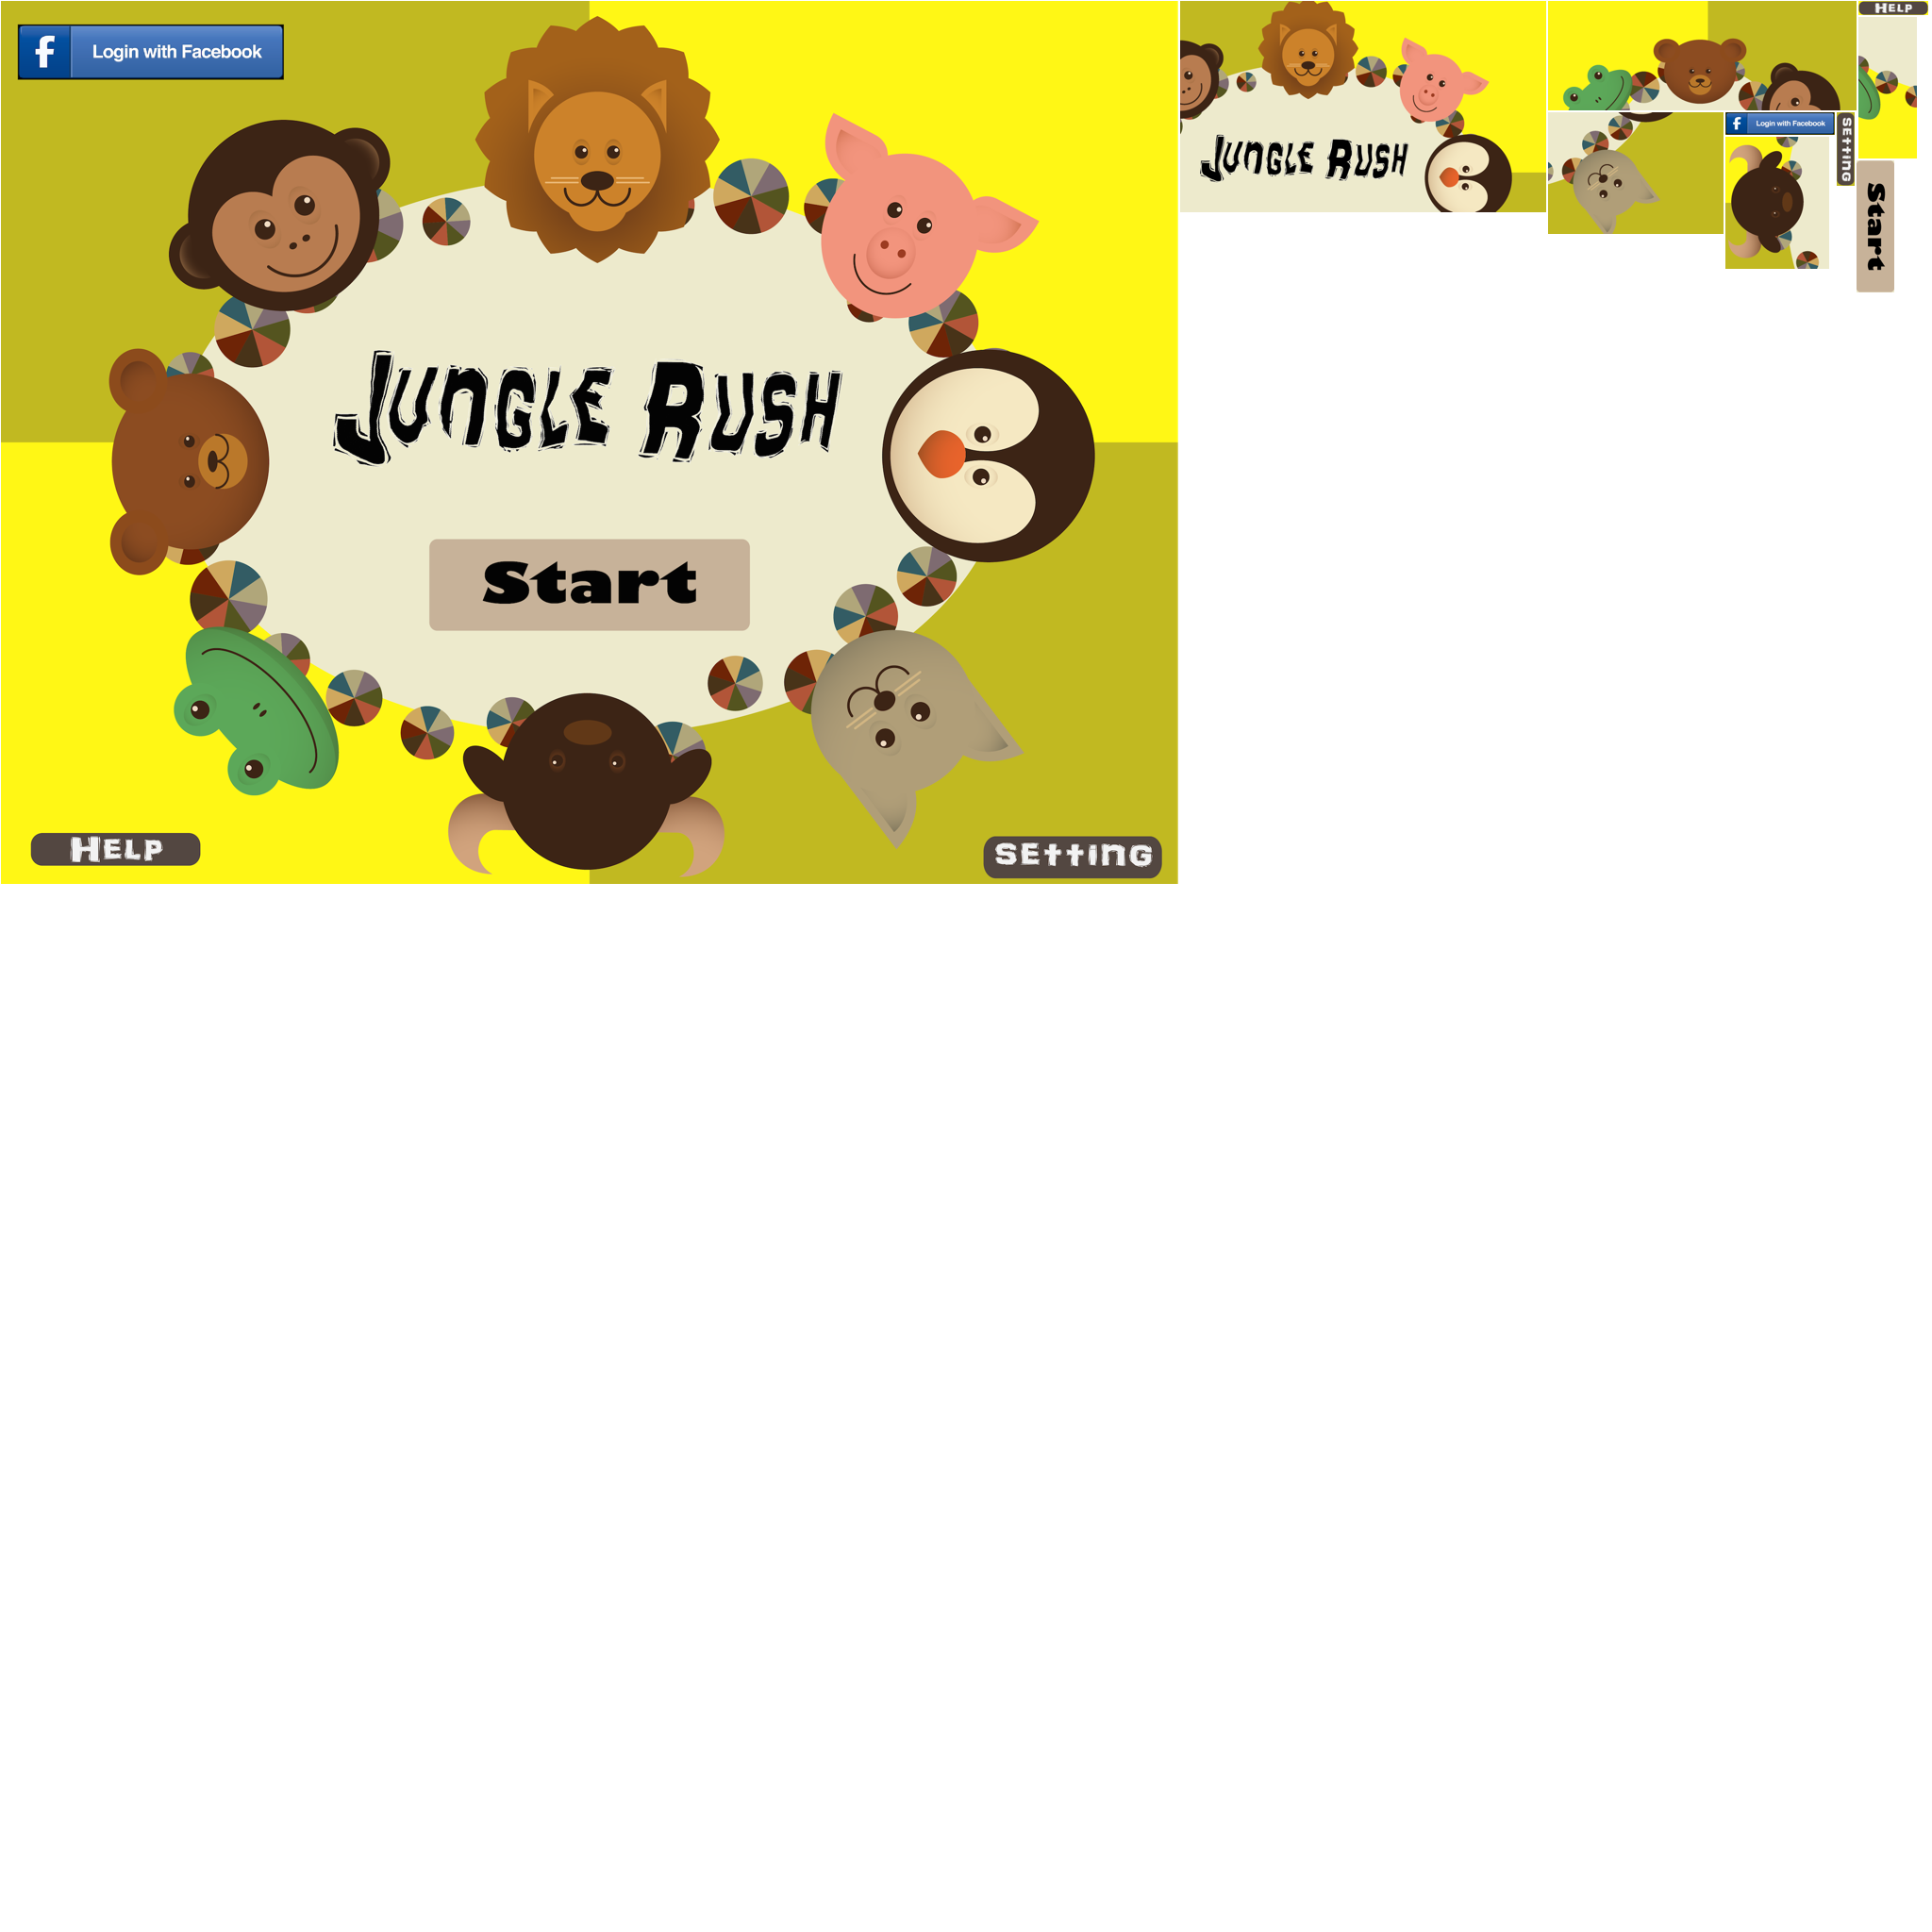 f Login with Facebook
Jungle Rush
Start
Help
Setting
Jungle Rush
Help
f Login with Facebook
Setting
Start